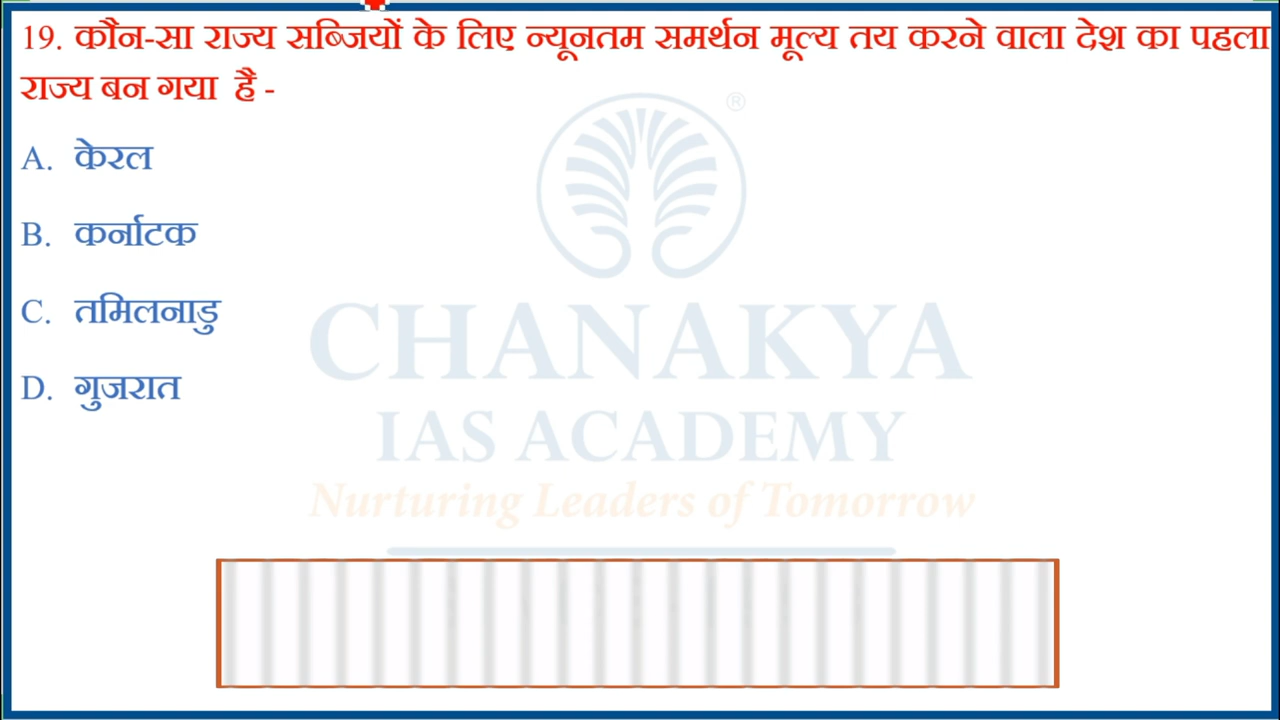 19. कौन-सा राज्य सब्जियों के लिए न्यूनतम समर्थन मूल्य तय करने वाला देश का पहला
राज्य बन गया है -
A. केरल
B. कर्नाटक
C. तमिलनाडु
D. गुजरात
®
CHANAKYA
IAS ACADEMY
Nurturing Leaders of Tomorrow